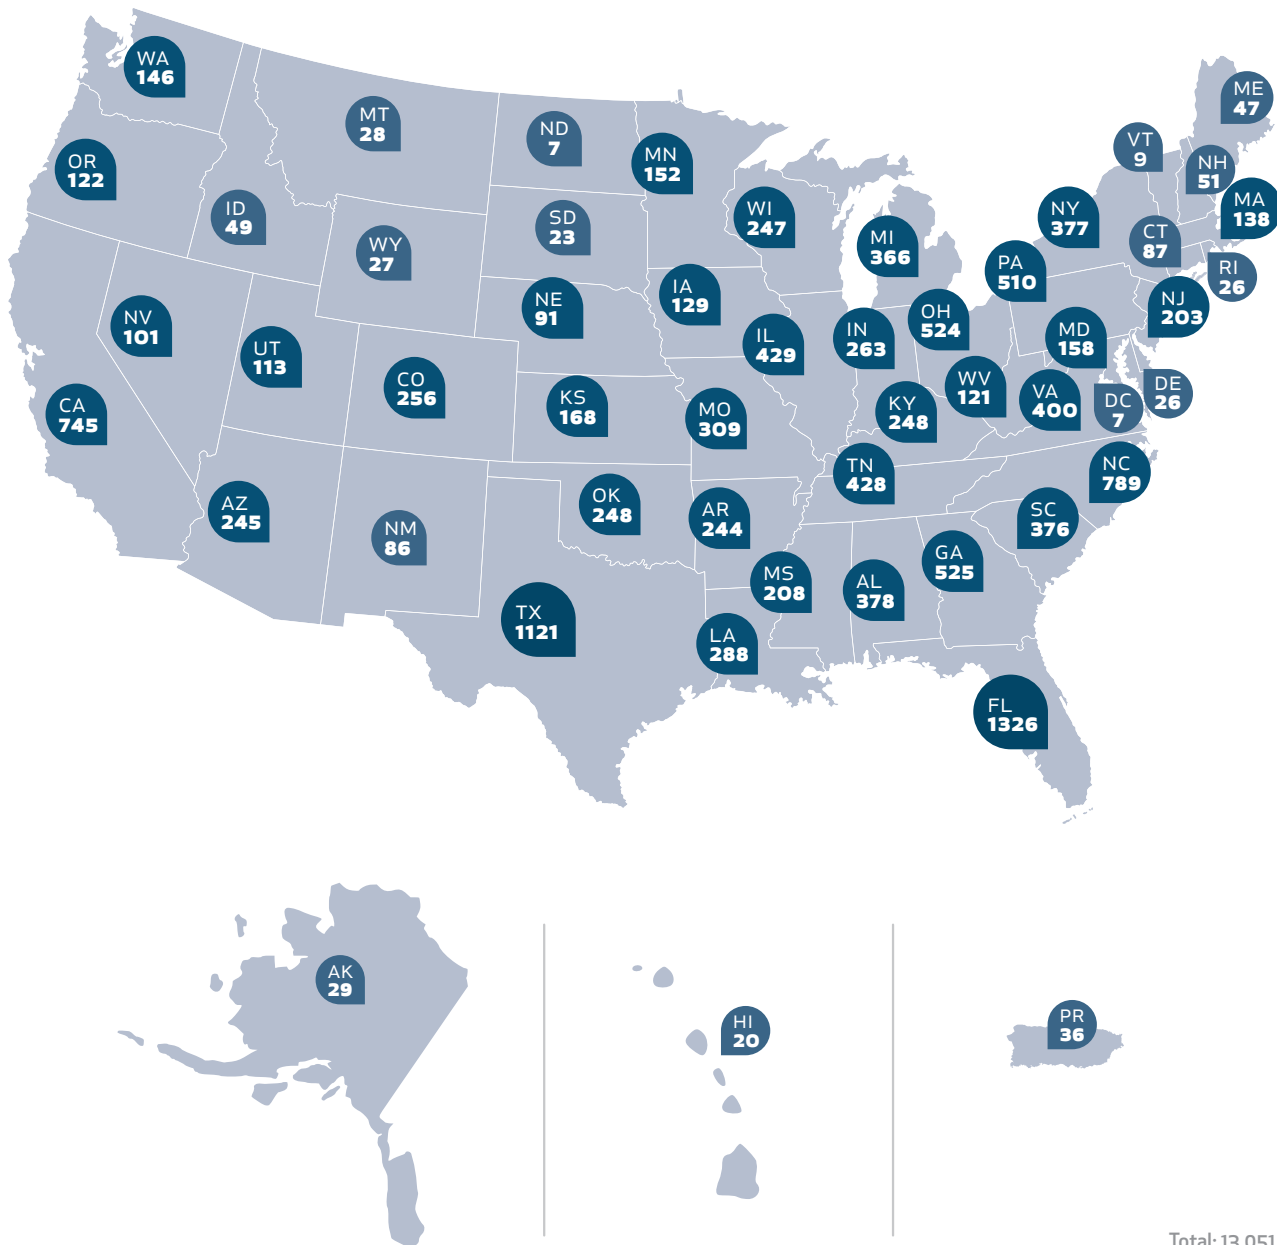 WA
146
MT
28
ND
7
MN
152
ME
47
VT
9
NH
51
OR
122
ID
49
WY
27
SD
23
WI
247
MI
366
NY
377
MA
138
CT
87
RI
26
PA
510
NJ
203
NV
101
UT
113
CO
256
NE
91
IA
129
IL
429
IN
263
OH
524
MD
158
WV
121
VA
400
DC
7
DE
26
CA
745
KS
168
MO
309
KY
248
TN
428
NC
789
AZ
245
NM
86
OK
248
AR
244
SC
376
GA
525
MS
208
AL
378
TX
1121
LA
288
FL
1326
AK
29
HI
20
PR
36
Total: 13,051